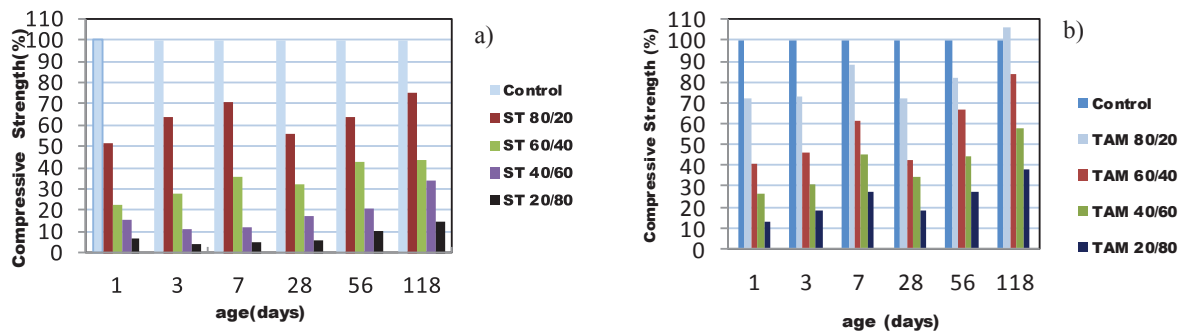 a)
Compressive Strength(%)
110
100
90
80
70
60
50
40
30
20
10
0
1 3 7 28 56 118
age(days)
Control
ST 80/20
ST 60/40
ST 40/60
ST 20/80
b)
Compressive Strength (%)
110
100
90
80
70
60
50
40
30
20
10
0
1 3 7 28 56 118
age (days)
Control
TAM 80/20
TAM 60/40
TAM 40/60
TAM 20/80